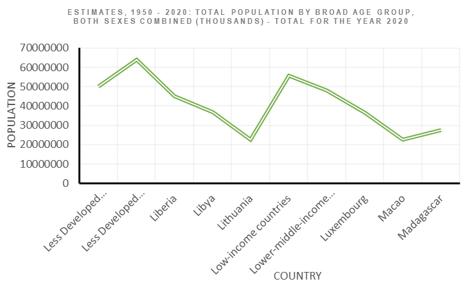 ESTIMATES, 1950 - 2020: TOTAL POPULATION BY BROAD AGE GROUP,
BOTH SEXES COMBINED (THOUSANDS) - TOTAL FOR THE YEAR 2020
POPULATION
70000000
60000000
50000000
40000000
30000000
20000000
10000000
0
Less Developed...
Less Developed...
Liberia
Libya
Lithuania
Low-income countries
Lower-middle-income...
Luxembourg
Macao
Madagascar
COUNTRY